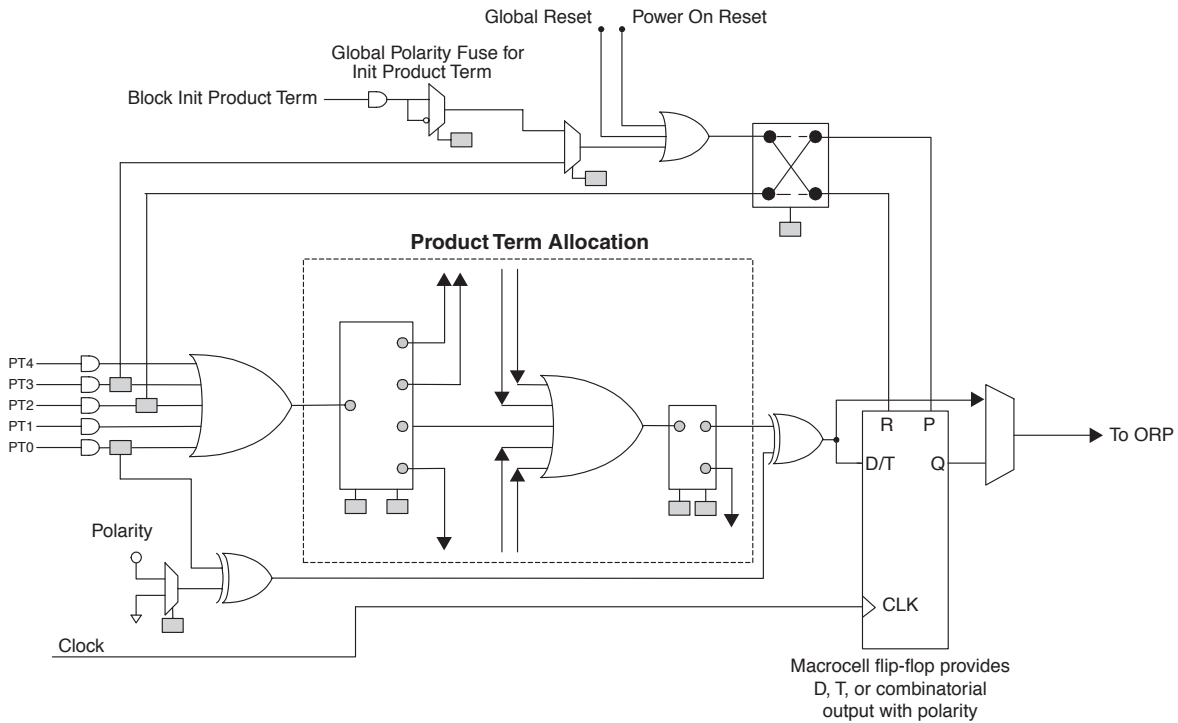 Global Reset
Power On Reset
Global Polarity Fuse for
Init Product Term
Block Init Product Term
Product Term Allocation
PT4
PT3
PT2
PT1
PT0
R
P
D/T
Q
To ORP
Polarity
CLK
Clock
Macrocell flip-flop provides
D, T, or combinatorial
output with polarity